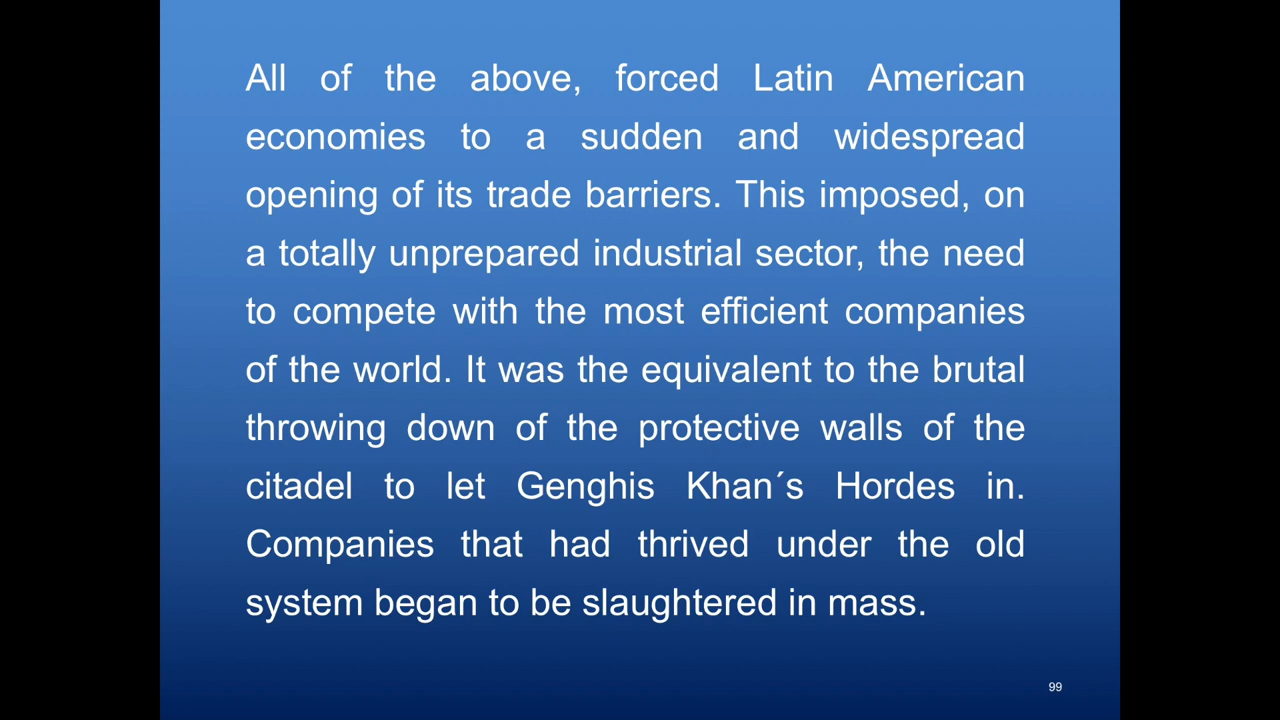 All of the above, forced Latin American
economies to a sudden and widespread
opening of its trade barriers. This imposed, on
a totally unprepared industrial sector, the need
to compete with the most efficient companies
of the world. It was the equivalent to the brutal
throwing down of the protective walls of the
citadel to let Genghis Khan´s Hordes in.
Companies that had thrived under the old
system began to be slaughtered in mass.
99